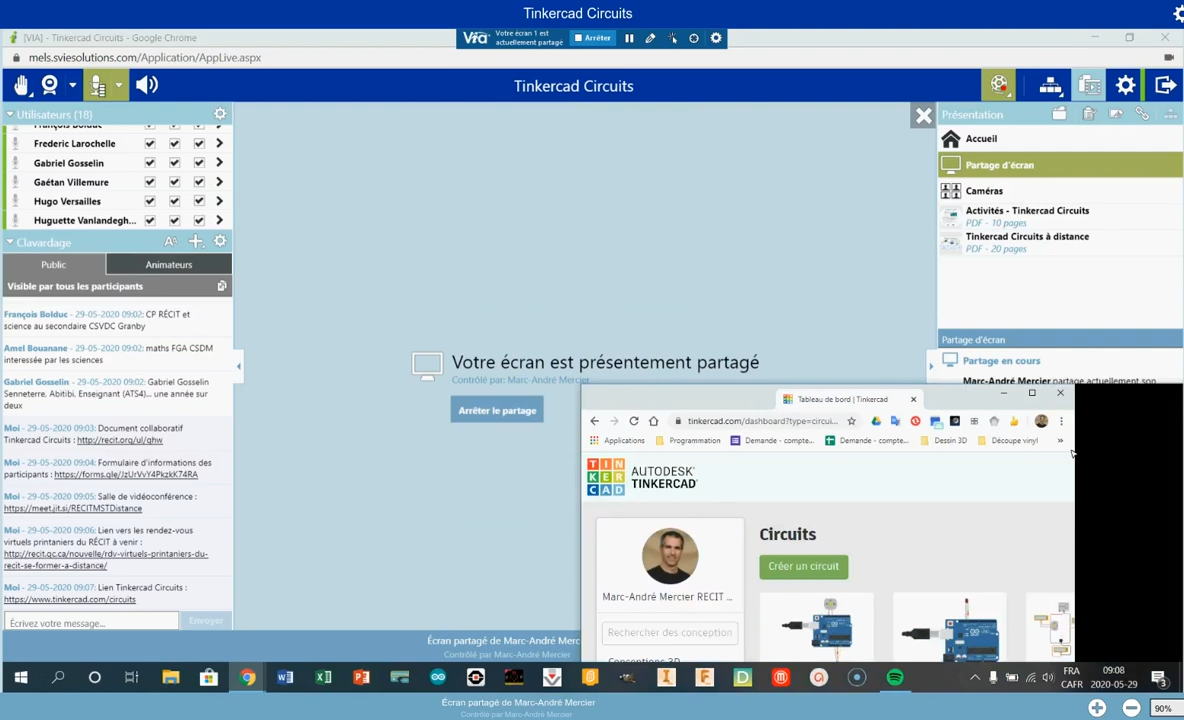 Tinkercad Circuits
[VIA] - Tinkercad Circuits - Google Chrome
Via
Votre écran 1 est
actuellement partagé
Arrêter
mels.sviesolutions.com/Application/AppLive.aspx
Tinkercad Circuits
Utilisateurs (18)
François Bolduc
Frederec Larochelle
Gabriel Gosselin
Gaétan Villemure
Hugo Versailles
Huguette Vanlandegh...
Clavardage
Public
Animateurs
Visible par tous les participants
François Bolduc - 29-05-2020 09:02: CP RÉCIT et
science au secondaire CSVDC Granby
Amel Bouanane - 29-05-2020 09:02: maths FGA CSDM
interessée par les sciences
Gabriel Gosselin - 29-05-2020 09:02: Gabriel Gosselin
Senneterre, Abitibi, Enseignant (ATS4)... une année sur
deux
Moi - 29-05-2020 09:03: Document collaboratif
Tinkercad Circuits : http://recit.org/ul/qhw
Moi - 29-05-2020 09:04: Formulaire d'informations des
participants : https://forms.gle/JzUrVvY4PkzkK74RA
Moi - 29-05-2020 09:05: Salle de vidéoconférence :
https://meet.jit.si/RECITMSTDistance
Moi - 29-05-2020 09:06: Lien vers les rendez-vous
virtuels printaniers du RÉCIT à venir :
http://recit.qc.ca/nouvelle/rdv-virtuels-printaniers-du-
recit-se-former-a-distance/
Moi - 29-05-2020 09:07: Lien Tinkercad Circuits :
https://www.tinkercad.com/circuits
Écrivez votre message...
Envoyer
Votre écran est présentement partagé
Contrôlé par: Marc-André Mercier
Arrêter le partage
Présentation
Accueil
Partage d'écran
Caméras
Activités - Tinkercad Circuits
PDF - 10 pages
Tinkercad Circuits à distance
PDF - 20 pages
Partage d'écran
Partage en cours
Marc-André Mercier partage actuellement son
Tableau de bord | Tinkercad
tinkercad.com/dashboard?type=circui...
Applications
Programmation
Demande - compte...
Demande - compte...
Dessin 3D
Découpe vinyl
»
TINKERCAD
AUTODESK
TINKERCAD
Circuits
Créer un circuit
Marc-André Mercier RECIT ...
Rechercher des conception
Conceptions 3D
Écran partagé de Marc-André Merc
Contrôlé par Marc-André Mercier
FRA
CAFR
09:08
2020-05-29
3
Écran partagé de Marc-André Mercier
Contrôlé par Marc-André Mercier
90%